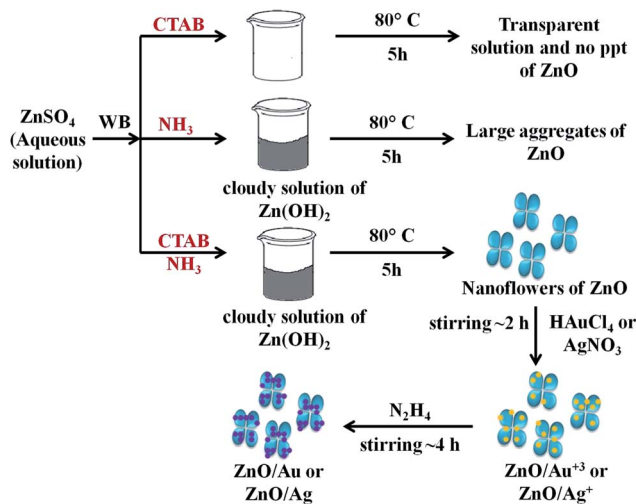 CTAB
80° C
5h
Transparent
solution and no ppt
of ZnO
ZnSO₄
(Aqueous
solution)
WB
NH₃
80° C
5h
Large aggregates of
ZnO
cloudy solution of
Zn(OH)₂
CTAB
NH₃
80° C
5h
Nanoflowers of ZnO
cloudy solution of
Zn(OH)₂
stirring ~2 h
HAuCl₄ or
AgNO₃
N₂H₄
stirring ~4 h
ZnO/Au or
ZnO/Ag
ZnO/Au⁺³ or
ZnO/Ag⁺